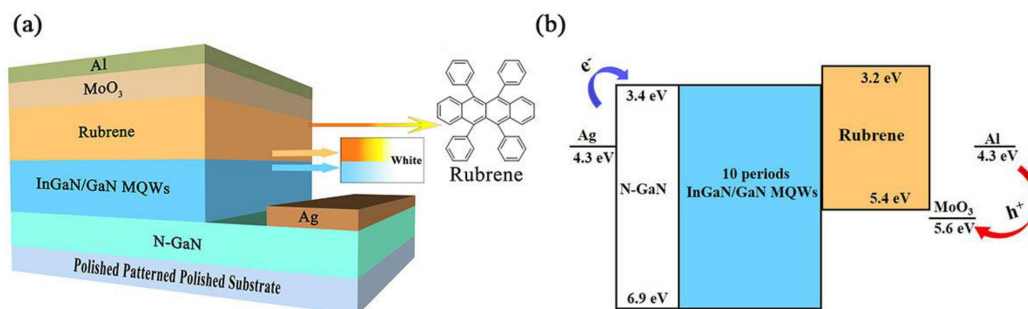 (a)
Al
MoO₃
Rubrene
InGaN/GaN MQWs
N-GaN
Polished Patterned Polished Substrate
Ag
White
Rubrene
(b)
e⁻
Ag
4.3 eV
3.4 eV
N-GaN
6.9 eV
10 periods
InGaN/GaN MQWs
3.2 eV
Rubrene
5.4 eV
Al
4.3 eV
h⁺
MoO₃
5.6 eV